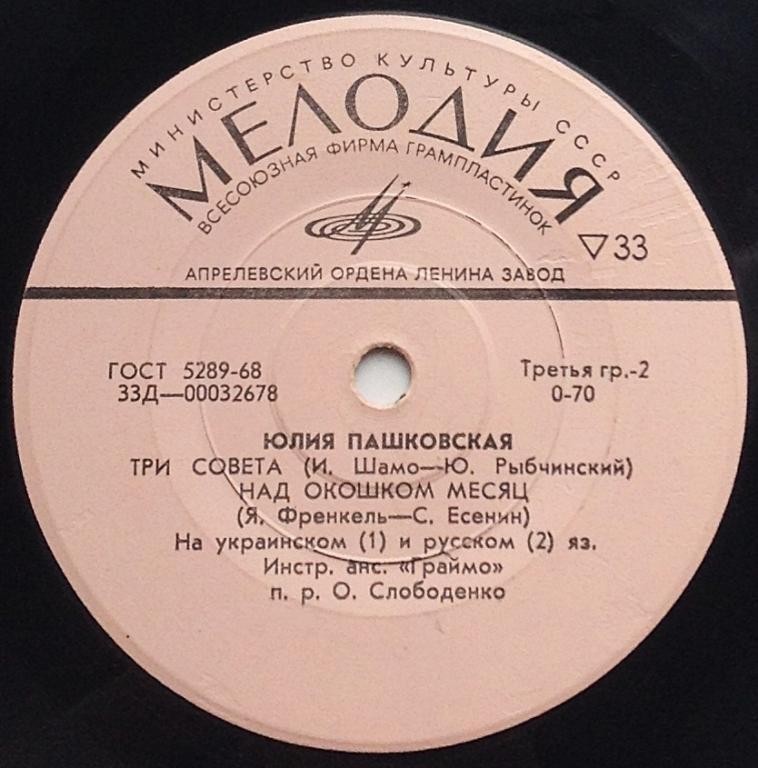 МИНИСТЕРСТВО КУЛЬТУРЫ СССР
МЕЛОДИЯ
ВСЕСОЮЗНАЯ ФИРМА ГРАМПЛАСТИНОК
▽33
АПРЕЛЕВСКИЙ ОРДЕНА ЛЕНИНА ЗАВОД
ГОСТ 5289-68
33Д—00032678
Третья гр.-2
0-70
ЮЛИЯ ПАШКОВСКАЯ
ТРИ СОВЕТА (И. Шамо—Ю. Рыбчинский)
НАД ОКОШКОМ МЕСЯЦ
(Я. Френкель—С. Есенин)
На украинском (1) и русском (2) яз.
Инстр. анс. «Граймо»
п. р. О. Слободенко